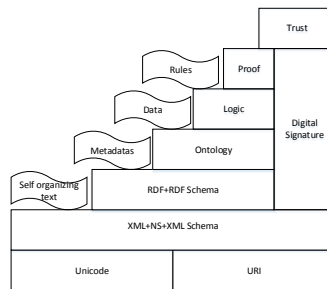 Trust
Rules
Proof
Data
Logic
Digital
Signature
Metadatas
Ontology
Self organizing
text
RDF+RDF Schema
XML+NS+XML Schema
Unicode
URI